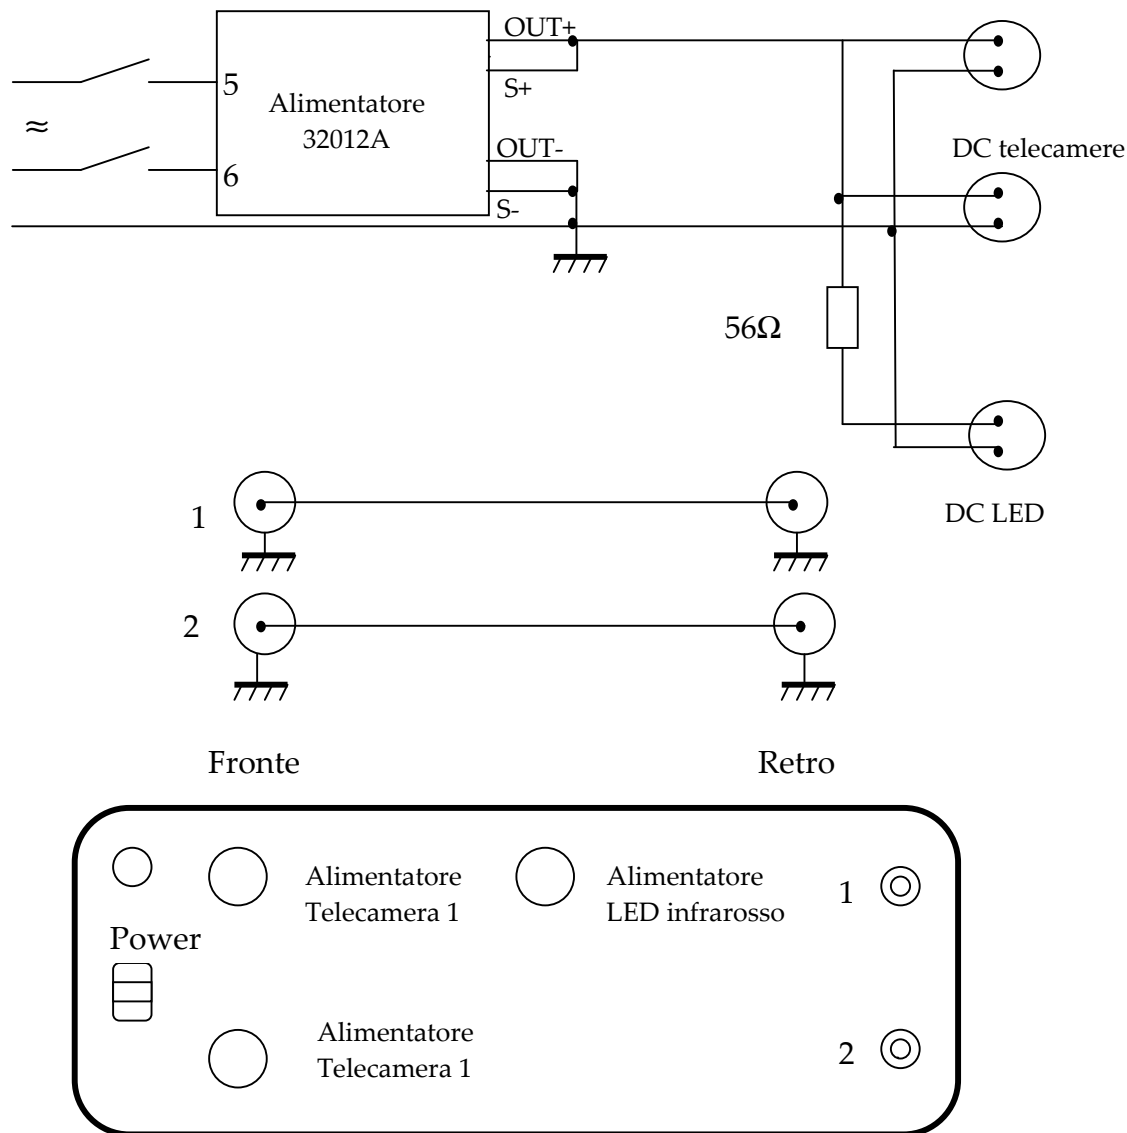 OUT+
5
S+
Alimentatore
32012A
≈
OUT-
DC telecamere
6
S-
56Ω
1
DC LED
2
Fronte
Retro
Alimentatore
Telecamera 1
Alimentatore
LED infrarosso
1
Power
Alimentatore
Telecamera 1
2